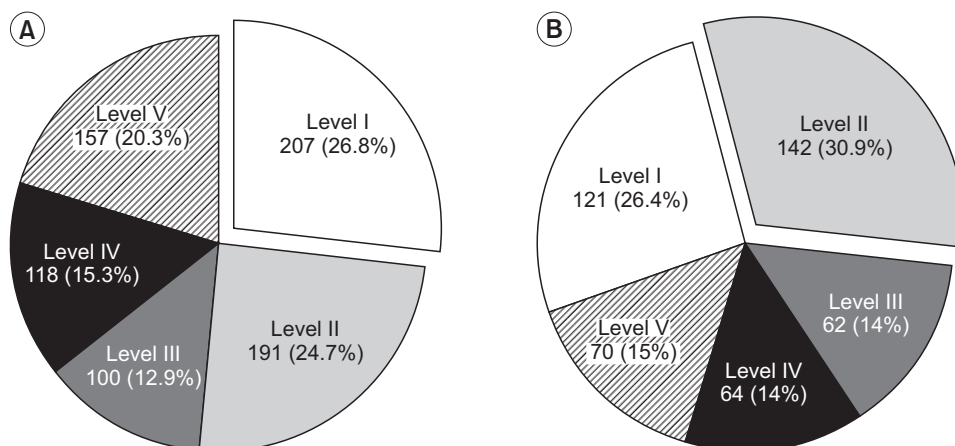 A
Level I
207 (26.8%)
Level II
191 (24.7%)
Level III
100 (12.9%)
Level IV
118 (15.3%)
Level V
157 (20.3%)
B
Level II
142 (30.9%)
Level III
62 (14%)
Level IV
64 (14%)
Level V
70 (15%)
Level I
121 (26.4%)